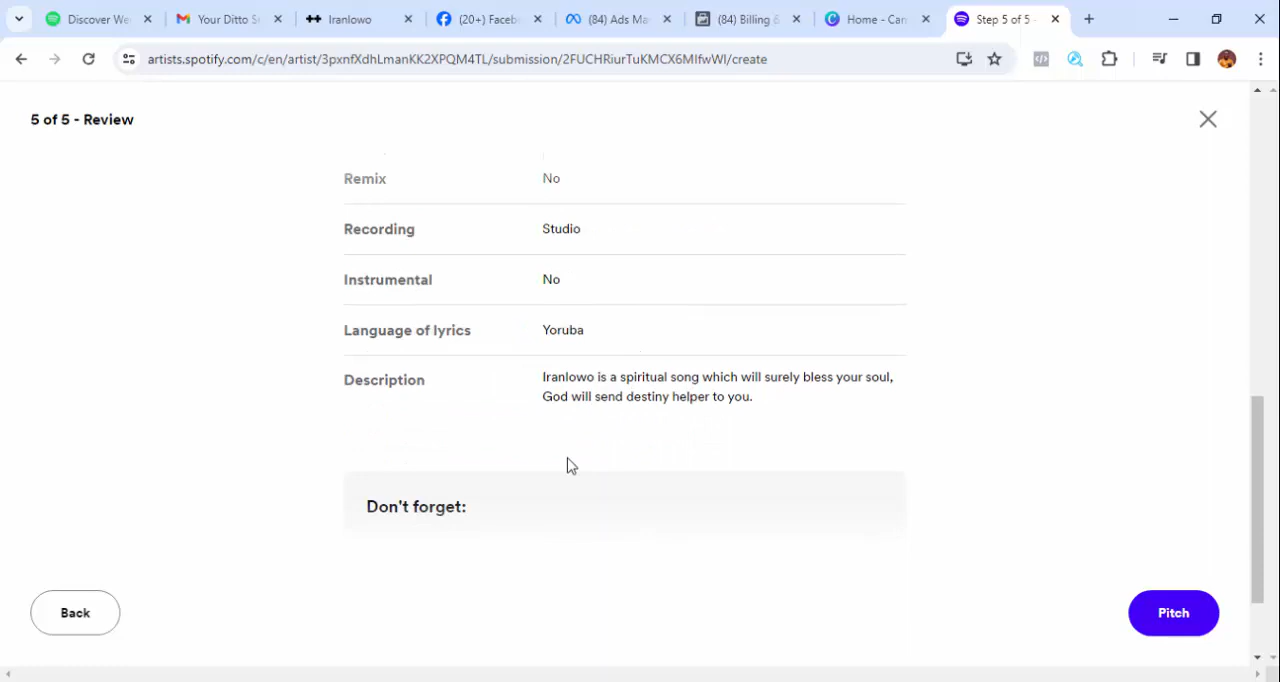 Discover We
Your Ditto S
Iranlowo
(20+) Faceb
(84) Ads Ma
(84) Billing &
Home - Can
Step 5 of 5 -
artists.spotify.com/c/en/artist/3pxnfXdhLmanKK2XPQM4TL/submission/2FUCHRiurTuKMCX6MIfwWI/create
5 of 5 - Review
Remix No
Recording Studio
Instrumental No
Language of lyrics Yoruba
Description Iranlowo is a spiritual song which will surely bless your soul,
God will send destiny helper to you.
Don't forget:
Back
Pitch